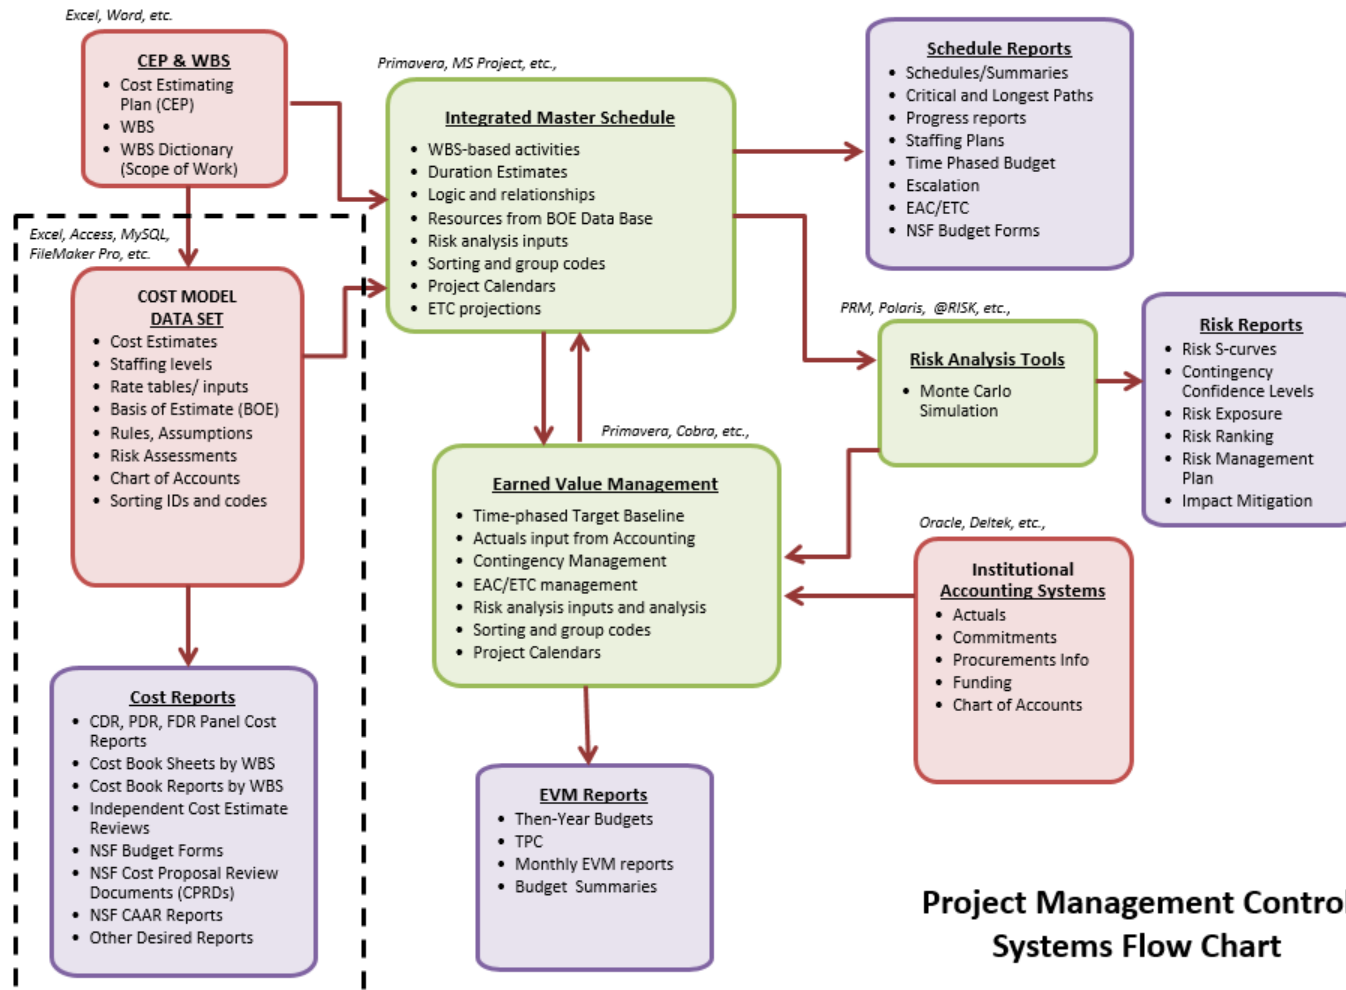 Excel, Word, etc.
CEP & WBS
• Cost Estimating
Plan (CEP)
• WBS
• WBS Dictionary
(Scope of Work)
Excel, Access, MySQL,
FileMaker Pro, etc.
COST MODEL
DATA SET
• Cost Estimates
• Staffing levels
• Rate tables/ inputs
• Basis of Estimate (BOE)
• Rules, Assumptions
• Risk Assessments
• Chart of Accounts
• Sorting IDs and codes
Cost Reports
• CDR, PDR, FDR Panel Cost
Reports
• Cost Book Sheets by WBS
• Cost Book Reports by WBS
• Independent Cost Estimate
Reviews
• NSF Budget Forms
• NSF Cost Proposal Review
Documents (CPRDs)
• NSF CAAR Reports
• Other Desired Reports
Primavera, MS Project, etc.,
Integrated Master Schedule
• WBS-based activities
• Duration Estimates
• Logic and relationships
• Resources from BOE Data Base
• Risk analysis inputs
• Sorting and group codes
• Project Calendars
• ETC projections
Primavera, Cobra, etc.,
Earned Value Management
• Time-phased Target Baseline
• Actuals input from Accounting
• Contingency Management
• EAC/ETC management
• Risk analysis inputs and analysis
• Sorting and group codes
• Project Calendars
EVM Reports
• Then-Year Budgets
• TPC
• Monthly EVM reports
• Budget Summaries
Schedule Reports
• Schedules/Summaries
• Critical and Longest Paths
• Progress reports
• Staffing Plans
• Time Phased Budget
• Escalation
• EAC/ETC
• NSF Budget Forms
PRM, Polaris, @RISK, etc.,
Risk Analysis Tools
• Monte Carlo
Simulation
Risk Reports
• Risk S-curves
• Contingency
Confidence Levels
• Risk Exposure
• Risk Ranking
• Risk Management
Plan
• Impact Mitigation
Oracle, Deltek, etc.,
Institutional
Accounting Systems
• Actuals
• Commitments
• Procurements Info
• Funding
• Chart of Accounts
Project Management Control
Systems Flow Chart